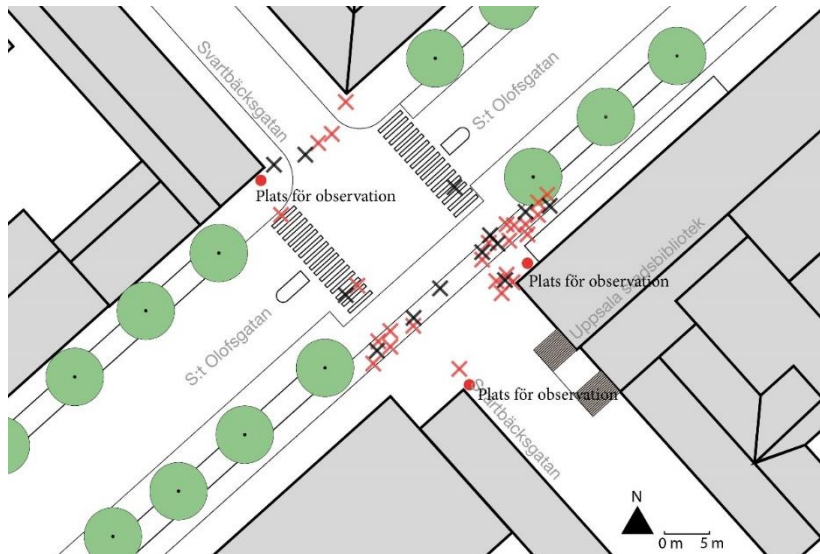 Svartbäcksgatan
S:t Olofsgatan
Plats för observation
Uppsala stadsbibliotek
Plats för observation
S:t Olofsgatan
Plats för observation
Svartbäcksgatan
N
0 m 5 m